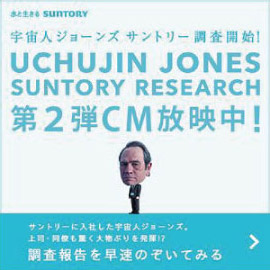 水と生きる SUNTORY
宇宙人ジョーンズ サントリー調査開始!
UCHUJIN JONES
SUNTORY RESEARCH
第2弾CM放映中!
サントリーに入社した宇宙人ジョーンズ。
上司・同僚も驚く大物ぶりを発揮!?
調査報告を早速のぞいてみる